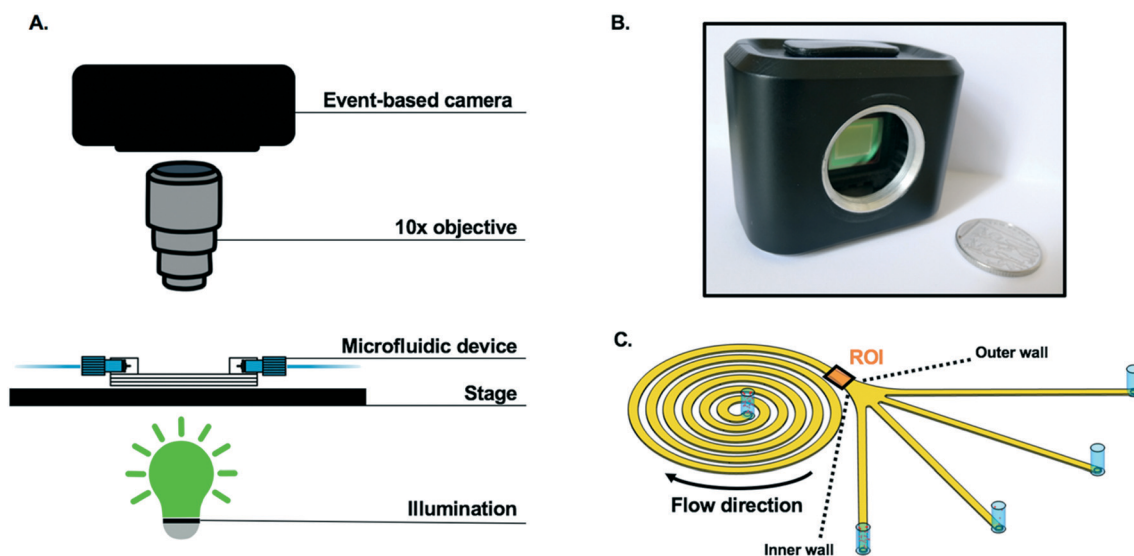 A.
Event-based camera
10x objective
Microfluidic device
Stage
Illumination
B.
C.
ROI
Outer wall
Flow direction
Inner wall